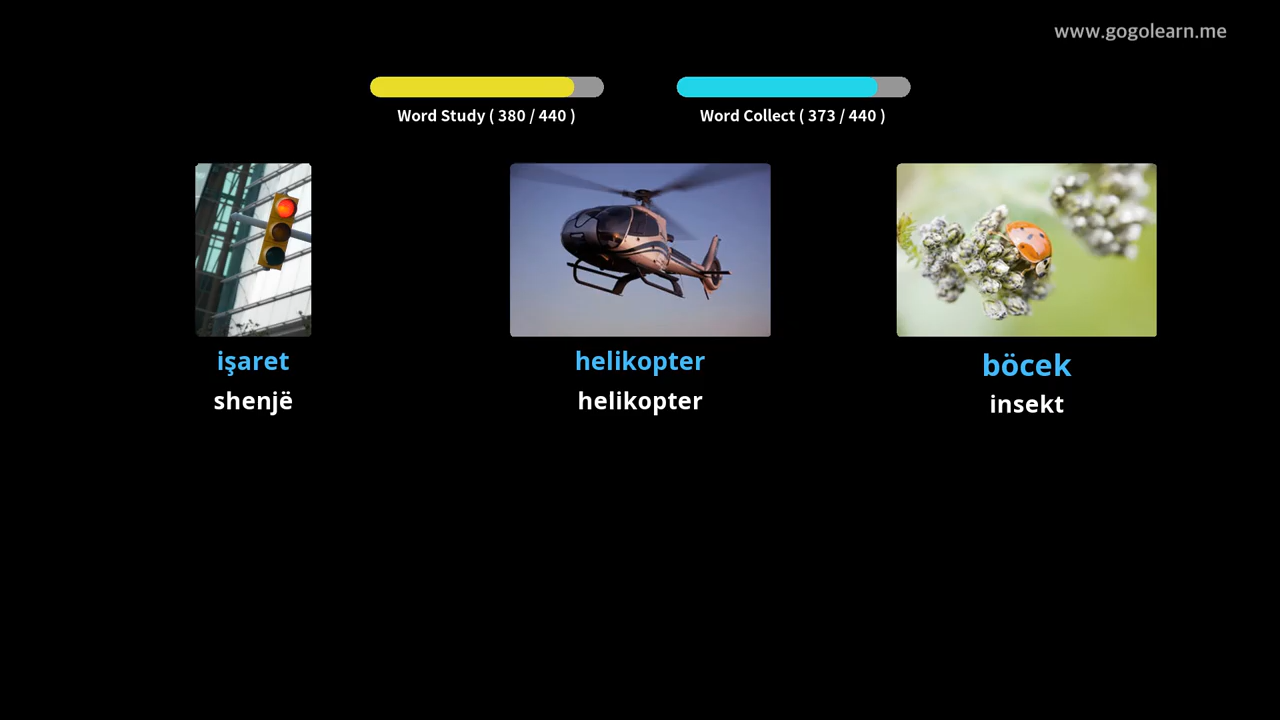 www.gogolearn.me
Word Study ( 380 / 440 )
Word Collect ( 373 / 440 )
işaret
shenjë
helikopter
helikopter
böcek
insekt